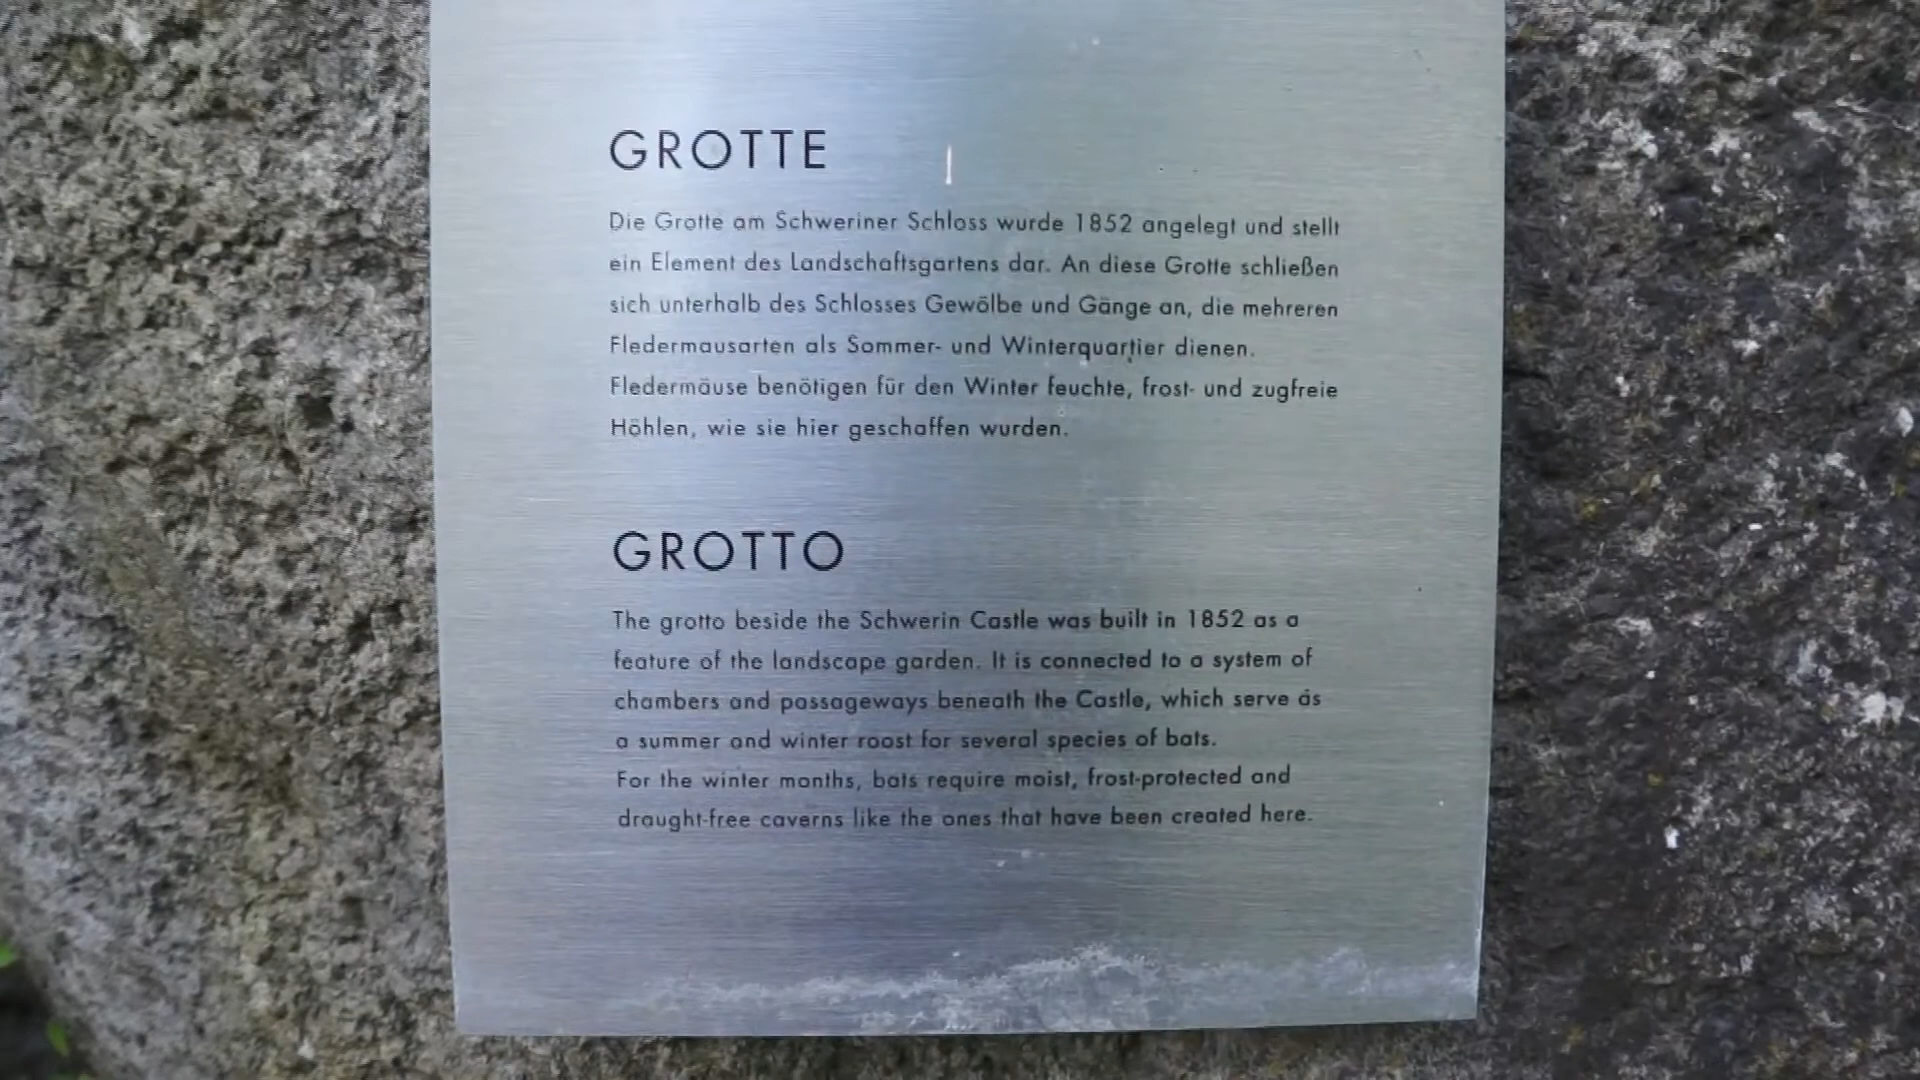 GROTTE
Die Grotte am Schweriner Schloss wurde 1852 angelegt und stellt
ein Element des Landschaftsgartens dar. An diese Grotte schließen
sich unterhalb des Schlosses Gewölbe und Gänge an, die mehreren
Fledermausarten als Sommer- und Winterquartier dienen.
Fledermäuse benötigen für den Winter feuchte, frost- und zugfreie
Höhlen, wie sie hier geschaffen wurden.
GROTTO
The grotto beside the Schwerin Castle was built in 1852 as a
feature of the landscape garden. It is connected to a system of
chambers and passageways beneath the Castle, which serve as
a summer and winter roost for several species of bats.
For the winter months, bats require moist, frost-protected and
draught-free caverns like the ones that have been created here.